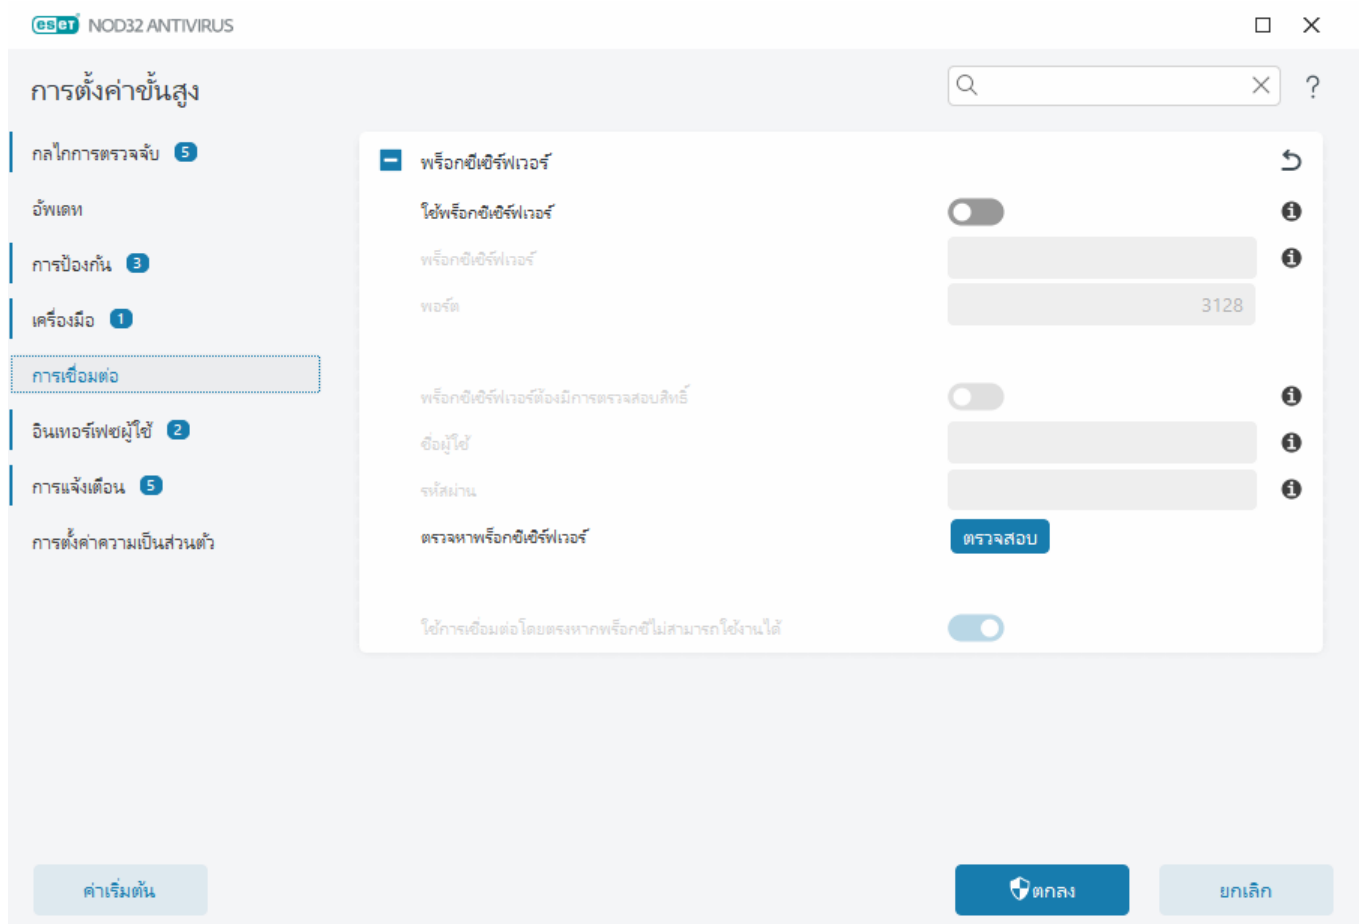 eset NOD32 ANTIVIRUS
การตั้งค่าขั้นสูง
กลไกการตรวจจับ 5
อัพเดท
การป้องกัน 3
เครื่องมือ 1
การเชื่อมต่อ
อินเทอร์เฟซผู้ใช้ 2
การแจ้งเตือน 5
การตั้งค่าความเป็นส่วนตัว
พร็อกซีเซิร์ฟเวอร์
ใช้พร็อกซีเซิร์ฟเวอร์
พร็อกซีเซิร์ฟเวอร์
พอร์ต 3128
พร็อกซีเซิร์ฟเวอร์ต้องมีการตรวจสอบสิทธิ์
ชื่อผู้ใช้
รหัสผ่าน
ตรวจหาพร็อกซีเซิร์ฟเวอร์ ตรวจสอบ
ใช้การเชื่อมต่อโดยตรงหากพร็อกซีไม่สามารถใช้งานได้
ค่าเริ่มต้น ตกลง ยกเลิก